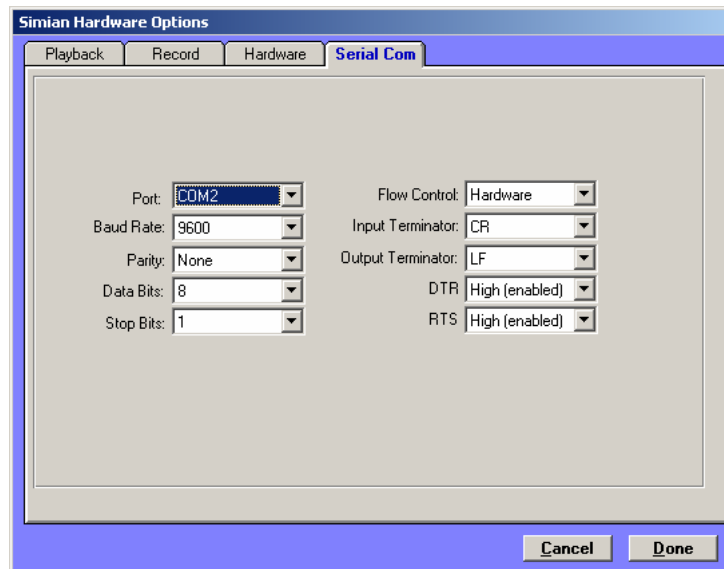 Simian Hardware Options
Playback Record Hardware Serial Com
Port: COM2 Flow Control: Hardware
Baud Rate: 9600 Input Terminator: CR
Parity: None Output Terminator: LF
Data Bits: 8 DTR High (enabled)
Stop Bits: 1 RTS High (enabled)
Cancel Done